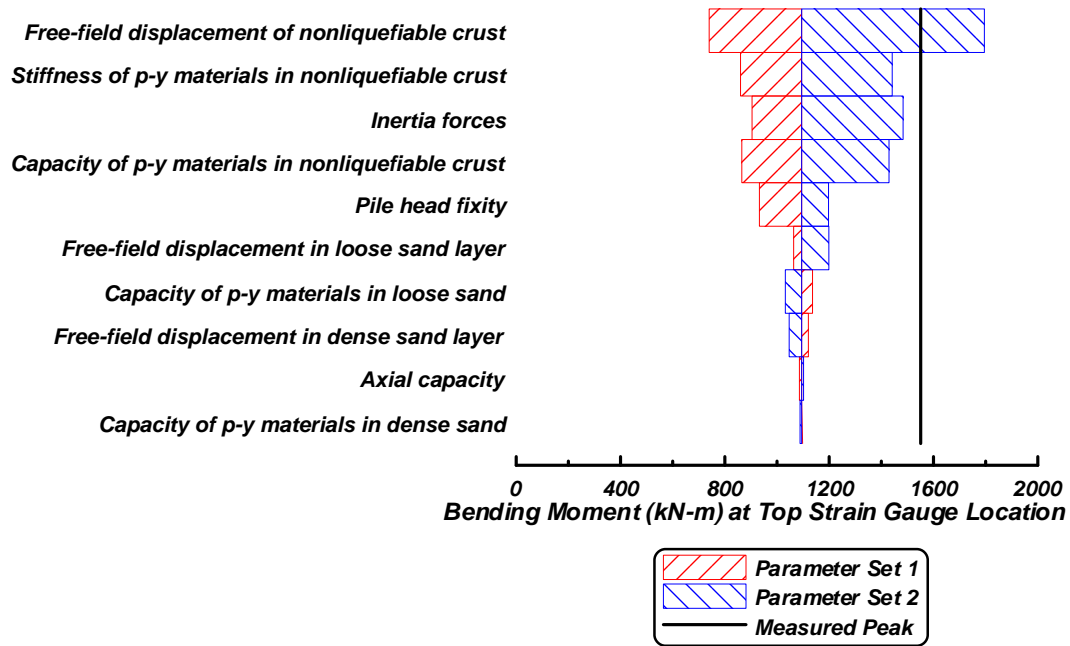 Free-field displacement of nonliquefiable crust
Stiffness of p-y materials in nonliquefiable crust
Inertia forces
Capacity of p-y materials in nonliquefiable crust
Pile head fixity
Free-field displacement in loose sand layer
Capacity of p-y materials in loose sand
Free-field displacement in dense sand layer
Axial capacity
Capacity of p-y materials in dense sand
0 400 800 1200 1600 2000
Bending Moment (kN-m) at Top Strain Gauge Location
Parameter Set 1
Parameter Set 2
Measured Peak